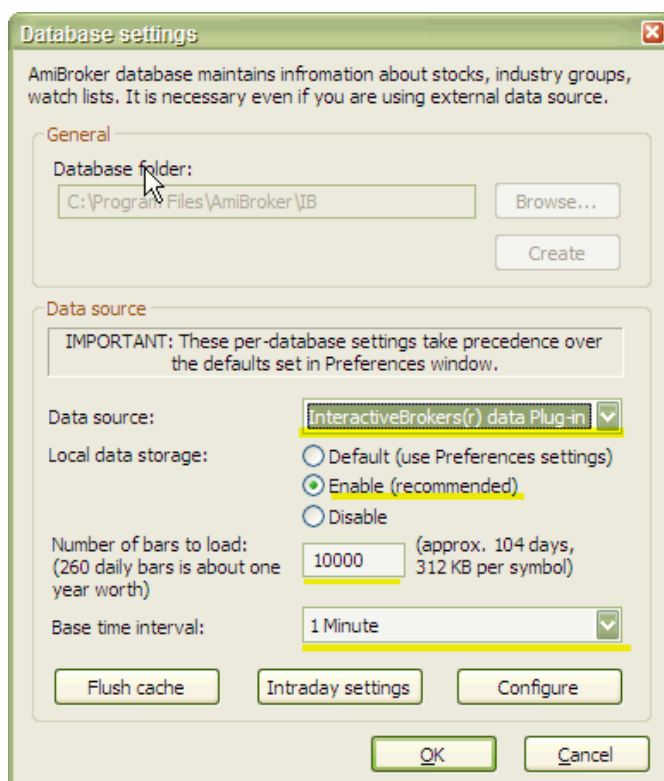 Database settings
AmiBroker database maintains infromation about stocks, industry groups,
watch lists. It is necessary even if you are using external data source.
General
Database folder:
C:\Program Files\AmiBroker\IB
Browse...
Create
Data source
IMPORTANT: These per-database settings take precedence over
the defaults set in Preferences window.
Data source:
InteractiveBrokers(r) data Plug-in
Local data storage:
Default (use Preferences settings)
Enable (recommended)
Disable
Number of bars to load:
(260 daily bars is about one
year worth)
10000
(approx. 104 days,
312 KB per symbol)
Base time interval:
1 Minute
Flush cache
Intraday settings
Configure
OK
Cancel